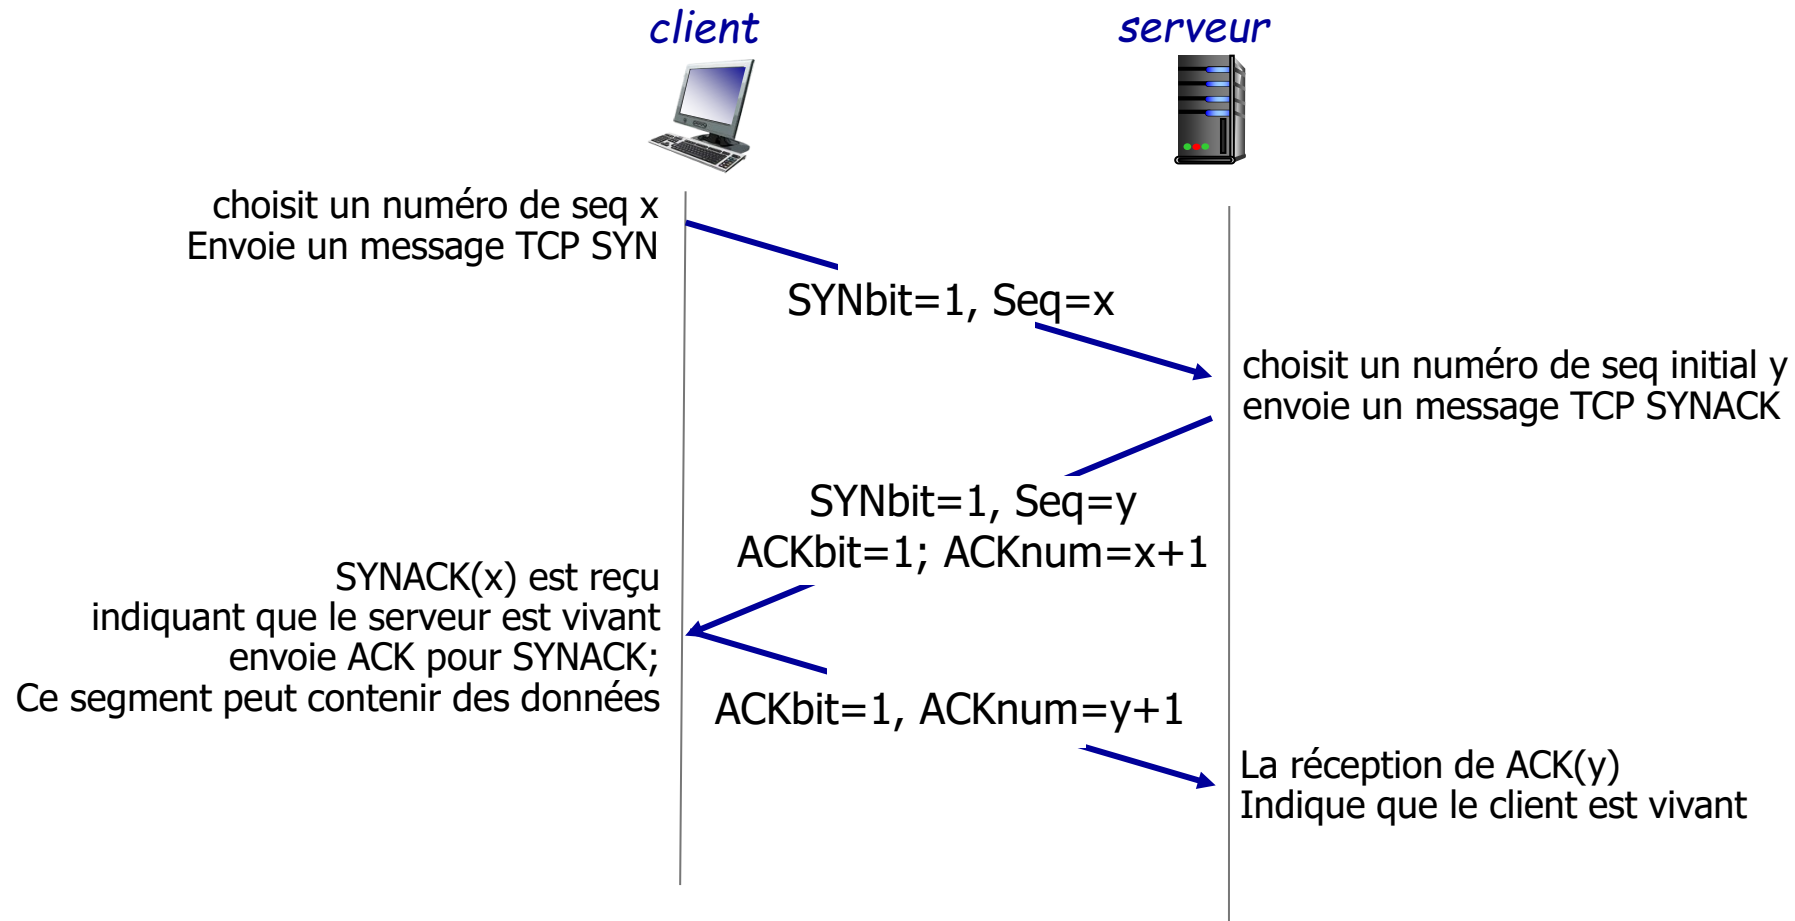 client
serveur
choisit un numéro de seq x
Envoie un message TCP SYN
SYNbit=1, Seq=x
choisit un numéro de seq initial y
envoie un message TCP SYNACK
SYNbit=1, Seq=y
ACKbit=1; ACKnum=x+1
SYNACK(x) est reçu
indiquant que le serveur est vivant
envoie ACK pour SYNACK;
Ce segment peut contenir des données
ACKbit=1, ACKnum=y+1
La réception de ACK(y)
Indique que le client est vivant